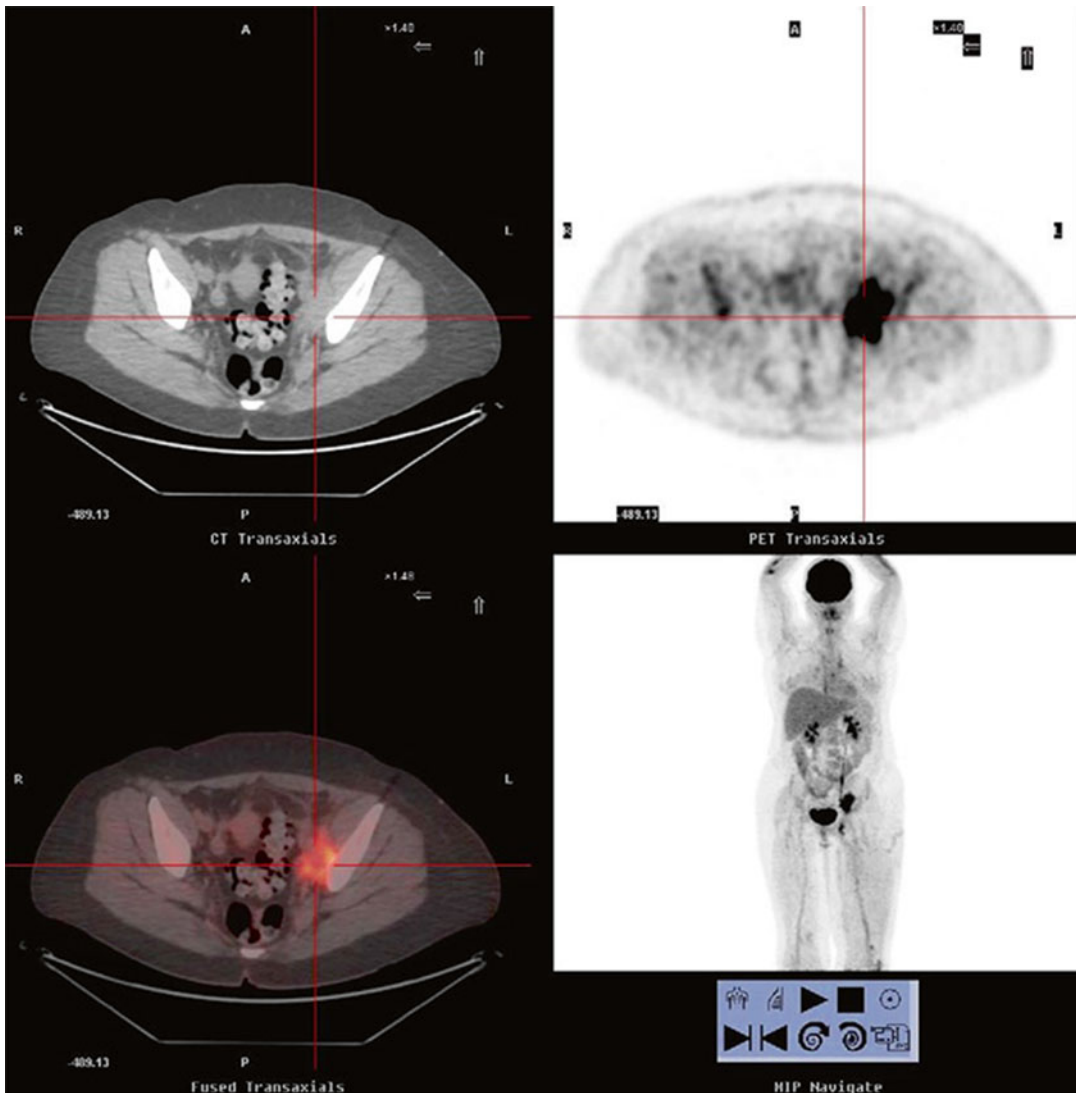 A
×1.40
R
L
-489.13
P
CT Transaxials
A
×1.40
-489.13
P
PET Transaxials
A
×1.40
R
L
-489.13
P
Fused Transaxials
MIP Navigate